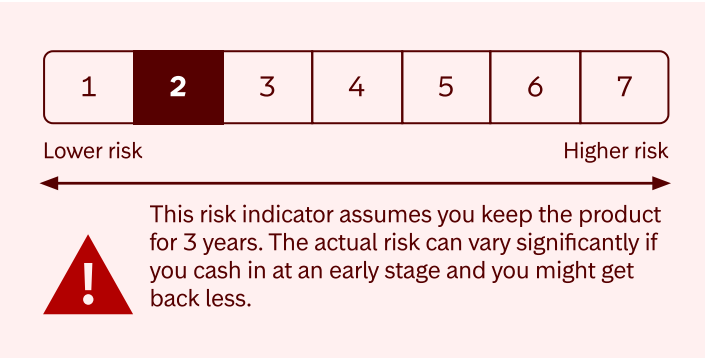 1 2 3 4 5 6 7
Lower risk Higher risk
!
This risk indicator assumes you keep the product
for 3 years. The actual risk can vary significantly if
you cash in at an early stage and you might get
back less.